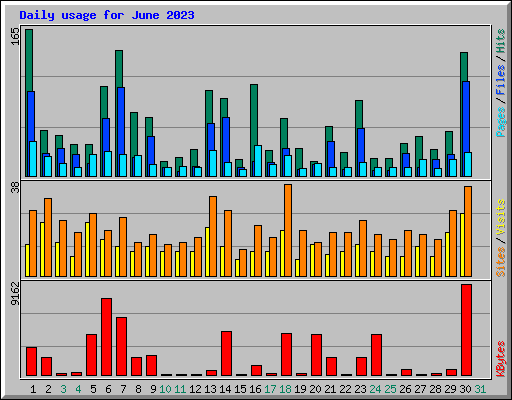 Daily usage for June 2023
165
Pages / Files / Hits
38
Sites / Visits
9162
KBytes
1 2 3 4 5 6 7 8 9 10 11 12 13 14 15 16 17 18 19 20 21 22 23 24 25 26 27 28 29 30 31